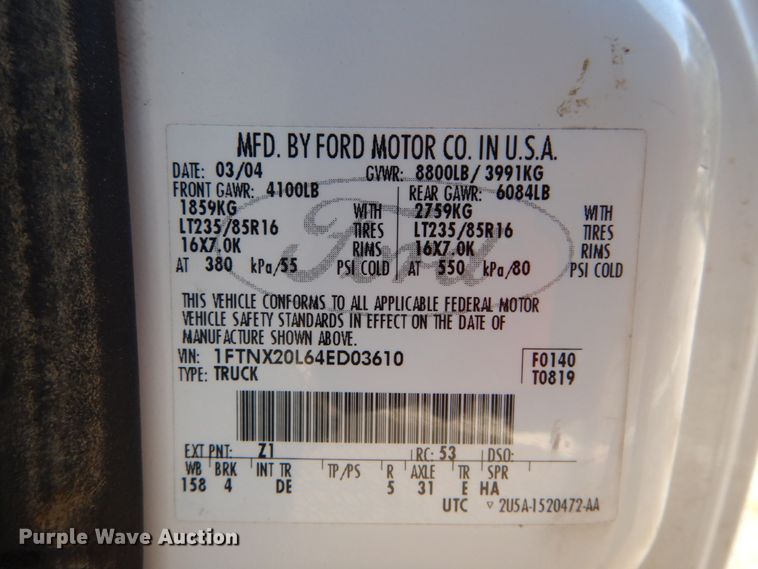 MFD. BY FORD MOTOR CO. IN U.S.A.
DATE: 03/04 GVWR: 8800LB/ 3991KG
FRONT GAWR: 4100LB REAR GAWR: 6084LB
1859KG WITH 2759KG WITH
LT235/85R16 TIRES LT235/85R16 TIRES
16X7.0K RIMS 16X7.0K RIMS
AT 380 kPa/55 PSI COLD AT 550 kPa/80 PSI COLD
Ford
THIS VEHICLE CONFORMS TO ALL APPLICABLE FEDERAL MOTOR
VEHICLE SAFETY STANDARDS IN EFFECT ON THE DATE OF
MANUFACTURE SHOWN ABOVE.
VIN: 1FTNX20L64ED03610 F0140
TYPE: TRUCK T0819
EXT PNT: Z1 RC: 53 DSO:
WB BRK INT TR TP/PS R AXLE TR SPR
158 4 DE 5 31 E HA
UTC ▽ 2U5A-1520472-AA
Purple Wave Auction